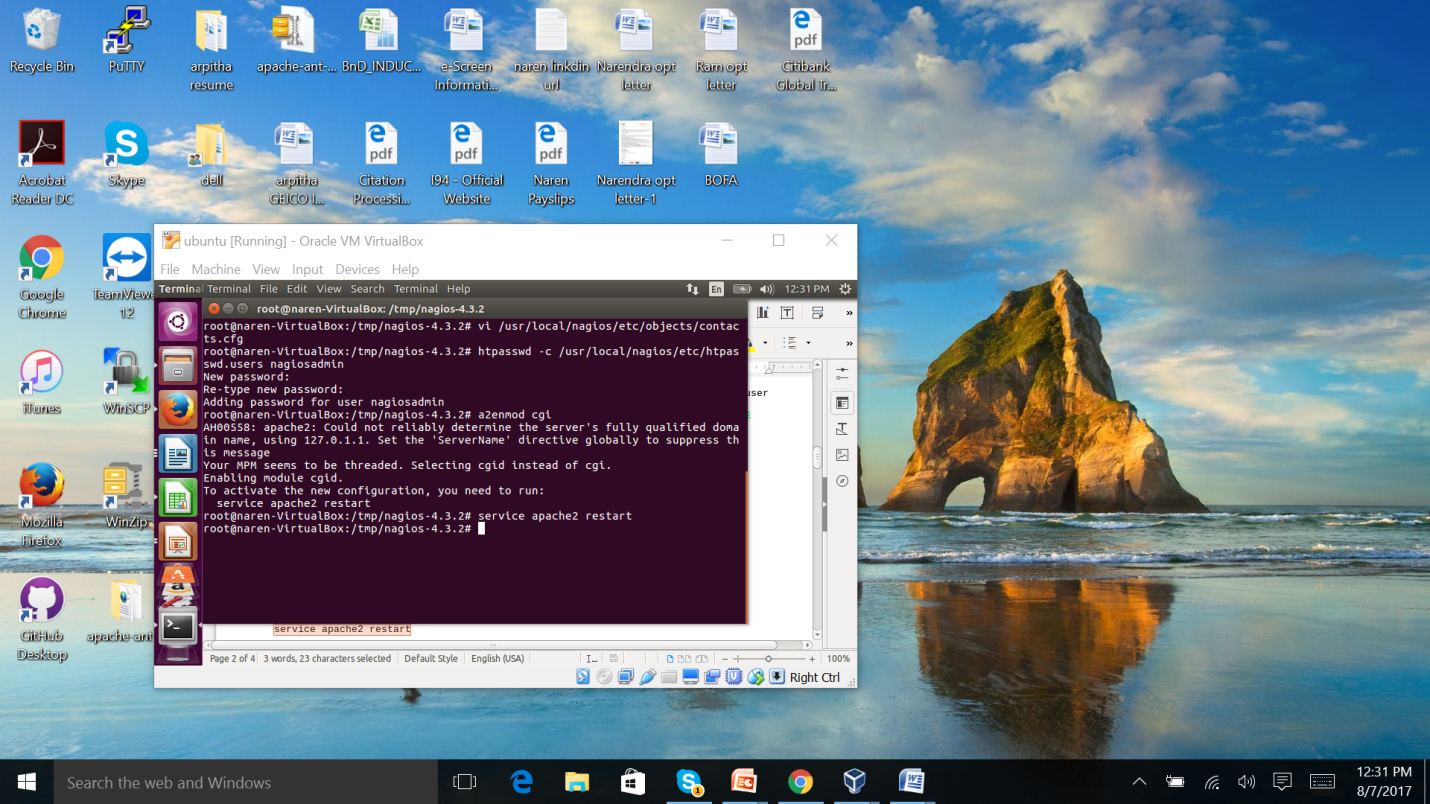 Recycle Bin
PuTTY
arpitha
resume
apache-ant-...
BnD_INDUC...
e-Screen
Informati...
naren linkdin
url
Narendra opt
letter
Ram opt
letter
Citibank
Global Tr...
Acrobat
Reader DC
Skype
dell
arpitha
GEICO I...
Citation
Processi...
I94 - Official
Website
Naren
Payslips
Narendra opt
letter-1
BOFA
Google
Chrome
TeamViewe
12
iTunes
WinSCP
Mozilla
Firefox
WinZip
GitHub
Desktop
apache-ant
ubuntu [Running] - Oracle VM VirtualBox
File Machine View Input Devices Help
Termina Terminal File Edit View Search Terminal Help En 12:31 PM
root@naren-VirtualBox: /tmp/nagios-4.3.2
root@naren-VirtualBox:/tmp/nagios-4.3.2# vi /usr/local/nagios/etc/objects/contac
ts.cfg
root@naren-VirtualBox:/tmp/nagios-4.3.2# htpasswd -c /usr/local/nagios/etc/htpas
swd.users nagiosadmin
New password:
Re-type new password:
Adding password for user nagiosadmin
root@naren-VirtualBox:/tmp/nagios-4.3.2# a2enmod cgi
AH00558: apache2: Could not reliably determine the server's fully qualified doma
in name, using 127.0.1.1. Set the 'ServerName' directive globally to suppress th
is message
Your MPM seems to be threaded. Selecting cgid instead of cgi.
Enabling module cgid.
To activate the new configuration, you need to run:
service apache2 restart
root@naren-VirtualBox:/tmp/nagios-4.3.2# service apache2 restart
root@naren-VirtualBox:/tmp/nagios-4.3.2#
user
service apache2 restart
Page 2 of 4 3 words, 23 characters selected Default Style English (USA) 100%
Right Ctrl
Search the web and Windows
12:31 PM
8/7/2017